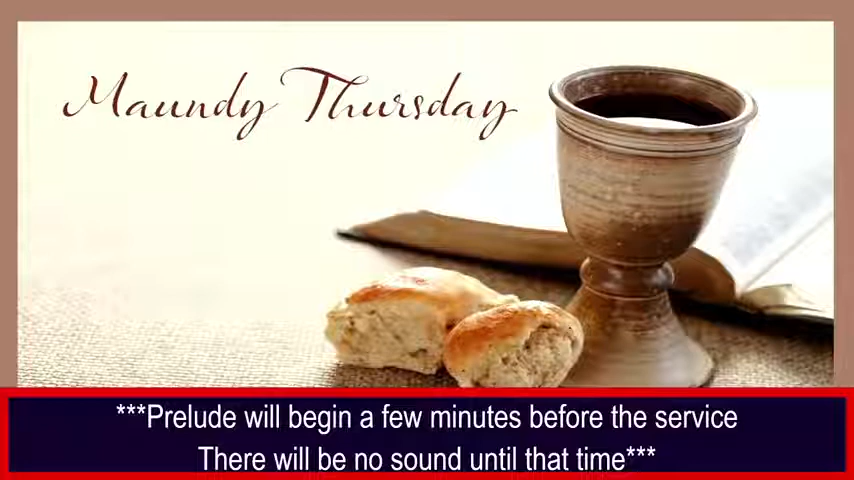 Maundy Thursday
***Prelude will begin a few minutes before the service
There will be no sound until that time***